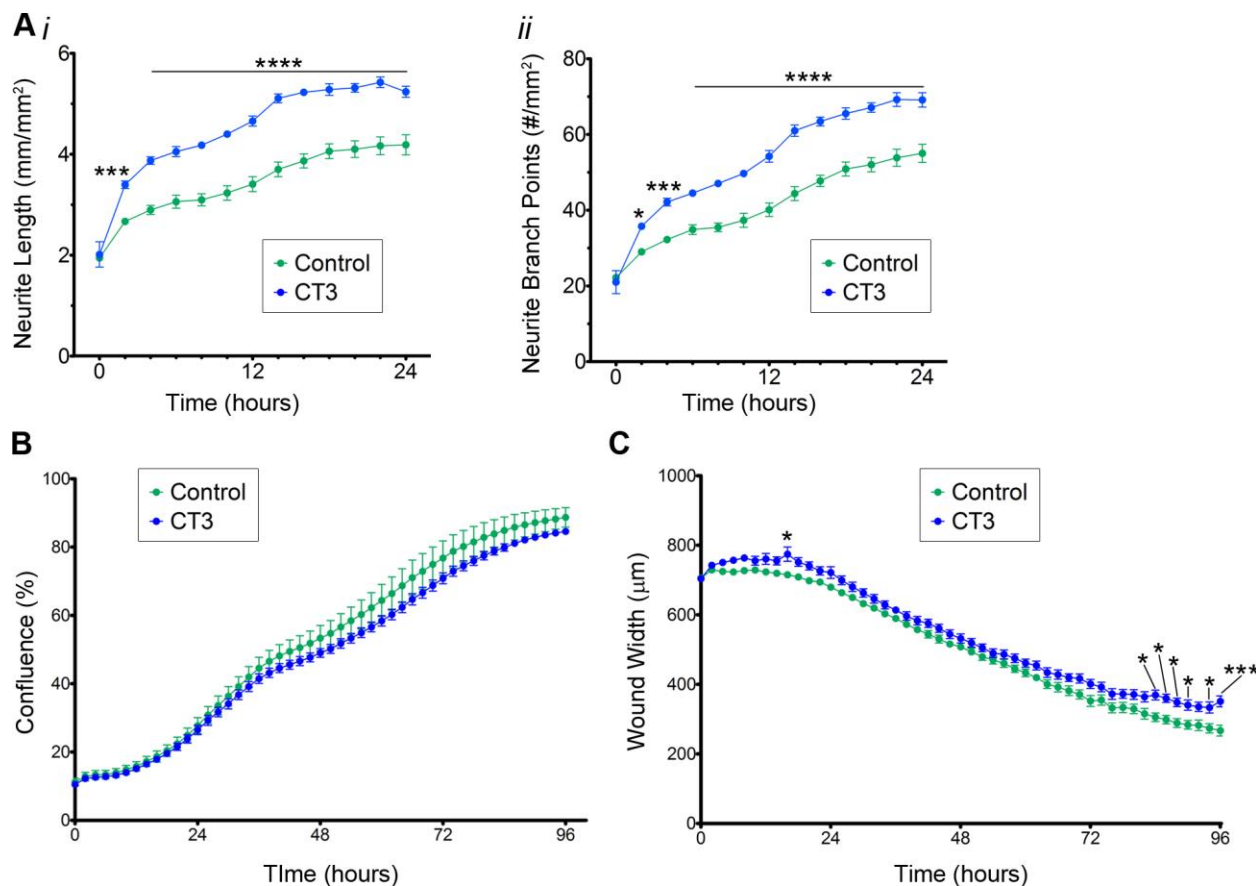 A i
ii
****
***
Neurite Length (mm/mm²)
6
4
2
0
0
12
24
Time (hours)
Control
CT3
****
***
*
Neurite Branch Points (#/mm²)
80
60
40
20
0
0
12
24
Time (hours)
Control
CT3
B
Control
CT3
Confluence (%)
100
80
60
40
20
0
0
24
48
72
96
TIme (hours)
C
Control
CT3
Wound Width (μm)
1000
800
600
400
200
0
*
* * * * * ***
0
24
48
72
96
Time (hours)